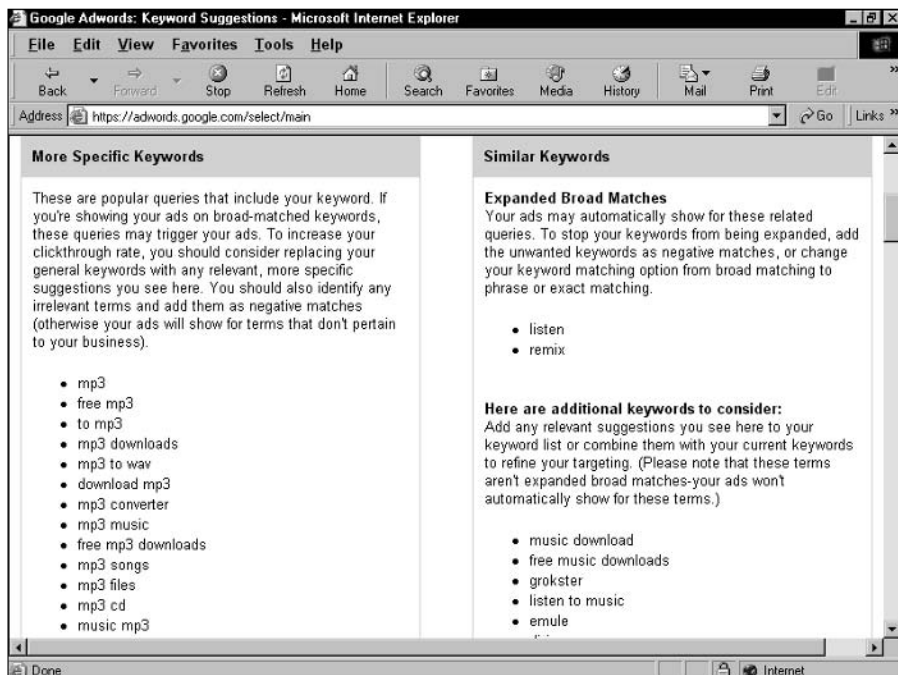 Google Adwords: Keyword Suggestions - Microsoft Internet Explorer
File Edit View Favorites Tools Help
Back Forward Stop Refresh Home Search Favorites Media History Mail Print Edit »
Address https://adwords.google.com/select/main Go Links »
More Specific Keywords
These are popular queries that include your keyword. If
you're showing your ads on broad-matched keywords,
these queries may trigger your ads. To increase your
clickthrough rate, you should consider replacing your
general keywords with any relevant, more specific
suggestions you see here. You should also identify any
irrelevant terms and add them as negative matches
(otherwise your ads will show for terms that don't pertain
to your business).
• mp3
• free mp3
• to mp3
• mp3 downloads
• mp3 to wav
• download mp3
• mp3 converter
• mp3 music
• free mp3 downloads
• mp3 songs
• mp3 files
• mp3 cd
• music mp3
Similar Keywords
Expanded Broad Matches
Your ads may automatically show for these related
queries. To stop your keywords from being expanded, add
the unwanted keywords as negative matches, or change
your keyword matching option from broad matching to
phrase or exact matching.
• listen
• remix
Here are additional keywords to consider:
Add any relevant suggestions you see here to your
keyword list or combine them with your current keywords
to refine your targeting. (Please note that these terms
aren't expanded broad matches-your ads won't
automatically show for these terms.)
• music download
• free music downloads
• grokster
• listen to music
• emule
Done Internet